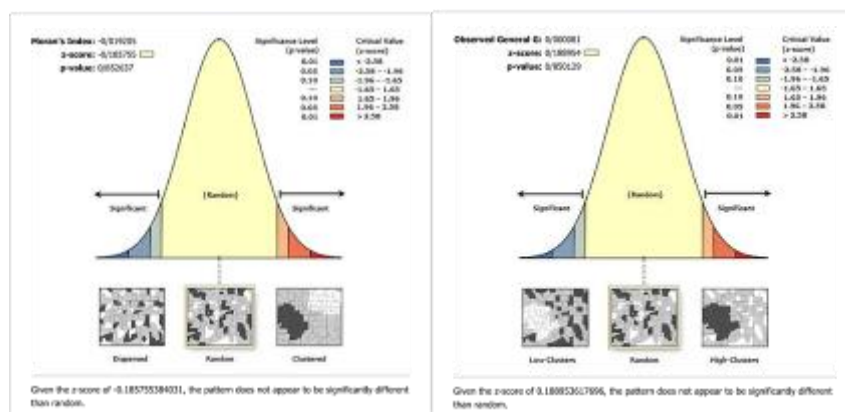 Moran's Index: -0/019205
z-score: -0/185755
p-value: 0/852637
Significance Level
(p-value)
0.01
0.05
0.10
---
0.10
0.05
0.01
Critical Value
(z-score)
< -2.58
-2.58 - -1.96
-1.96 - -1.65
-1.65 - 1.65
1.65 - 1.96
1.96 - 2.58
> 2.58
(Random)
Significant
Significant
Dispersed
Random
Clustered
Given the z-score of -0.185755384031, the pattern does not appear to be significantly different
than random.
Observed General G: 0/000081
z-score: 0/188954
p-value: 0/850129
Significance Level
(p-value)
0.01
0.05
0.10
---
0.10
0.05
0.01
Critical Value
(z-score)
< -2.58
-2.58 - -1.96
-1.96 - -1.65
-1.65 - 1.65
1.65 - 1.96
1.96 - 2.58
> 2.58
(Random)
Significant
Significant
Low-Clusters
Random
High-Clusters
Given the z-score of 0.188953617696, the pattern does not appear to be significantly different
than random.